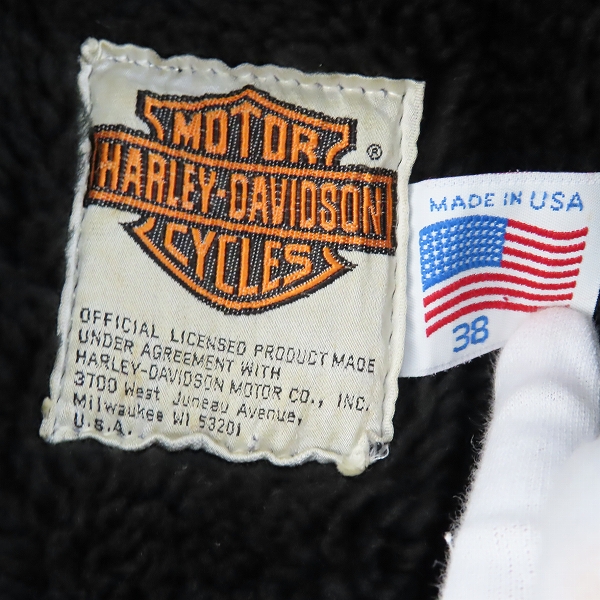 MOTOR
HARLEY-DAVIDSON
CYCLES
®
OFFICIAL LICENSED PRODUCT MADE
UNDER AGREEMENT WITH
HARLEY-DAVIDSON MOTOR CO., INC.
3700 West Juneau Avenue,
Milwaukee WI 53201
U.S.A.
MADE IN USA
38